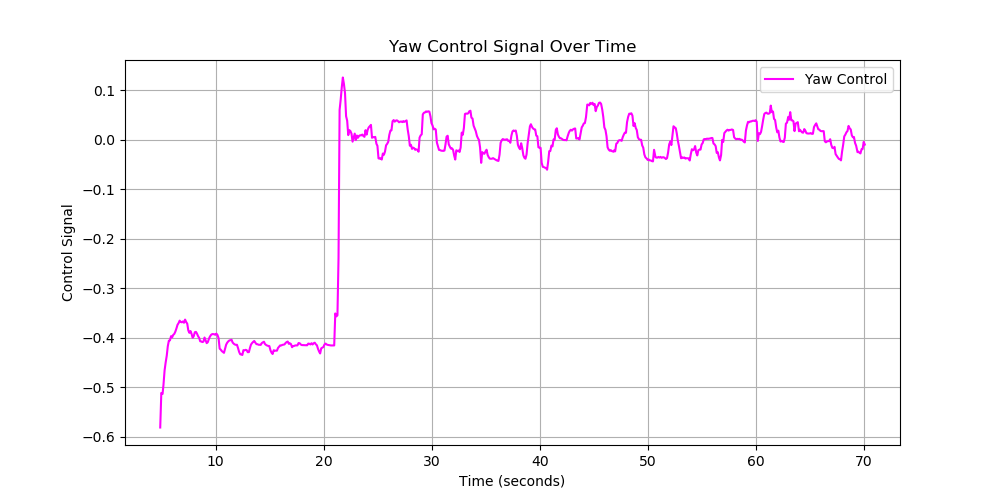 Yaw Control Signal Over Time
Yaw Control
Control Signal
0.1
0.0
−0.1
−0.2
−0.3
−0.4
−0.5
−0.6
10 20 30 40 50 60 70
Time (seconds)